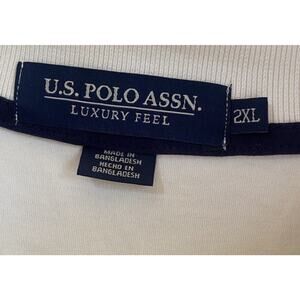 U.S. POLO ASSN.
LUXURY FEEL
2XL
MADE IN
BANGLADESH
HECHO EN
BANGLADESH